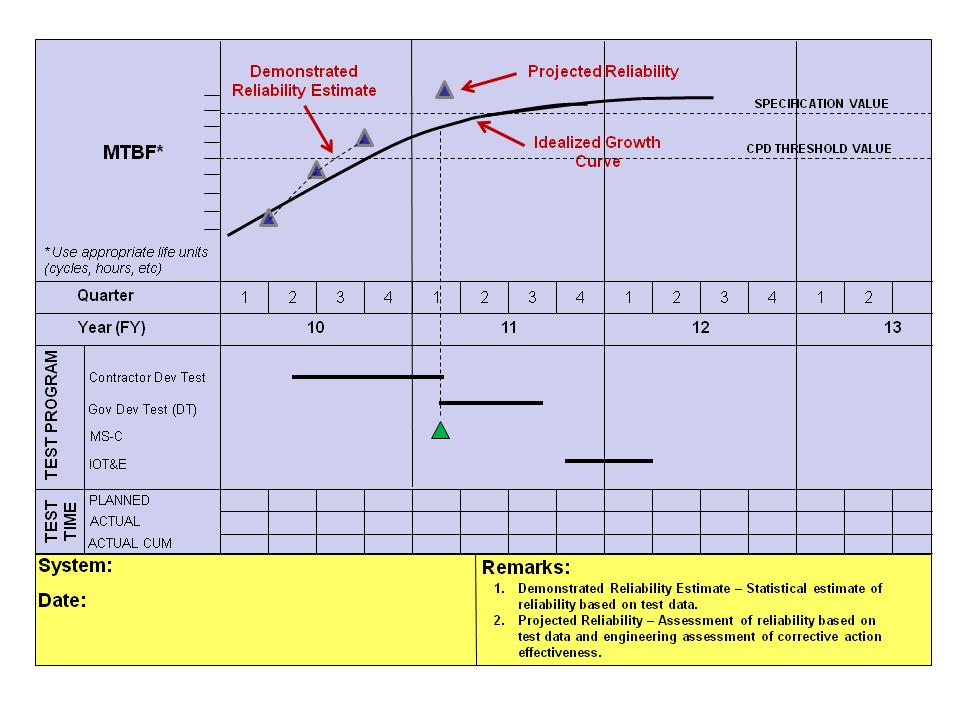 Demonstrated
Reliability Estimate
Projected Reliability
SPECIFICATION VALUE
MTBF*
Idealized Growth
Curve
CPD THRESHOLD VALUE
*Use appropriate life units
(cycles, hours, etc)
Quarter 1 2 3 4 1 2 3 4 1 2 3 4 1 2
Year (FY) 10 11 12 13
TEST PROGRAM
Contractor Dev Test
Gov Dev Test (DT)
MS-C
IOT&E
TEST
TIME
PLANNED
ACTUAL
ACTUAL CUM
System:
Date:
Remarks:
1. Demonstrated Reliability Estimate – Statistical estimate of
reliability based on test data.
2. Projected Reliability – Assessment of reliability based on
test data and engineering assessment of corrective action
effectiveness.